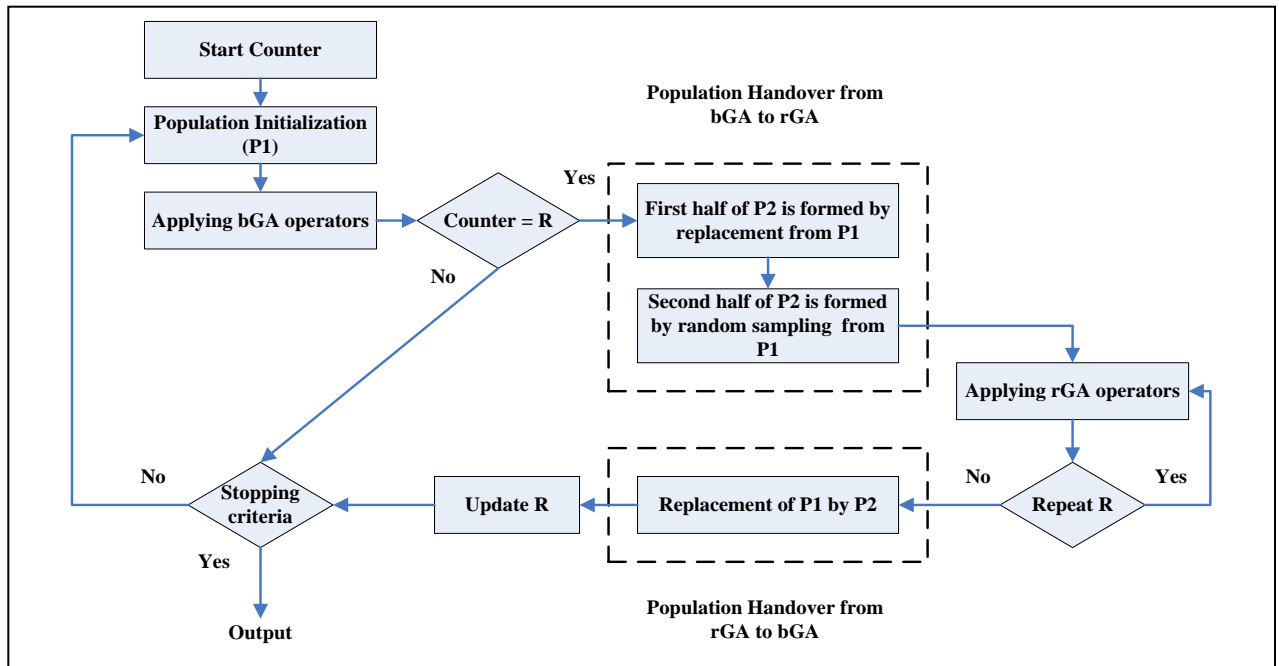 Start Counter
Population Initialization
(P1)
Applying bGA operators
Counter = R
Yes
No
Population Handover from
bGA to rGA
First half of P2 is formed by
replacement from P1
Second half of P2 is formed
by random sampling from
P1
Applying rGA operators
Repeat R
Yes
No
Replacement of P1 by P2
Population Handover from
rGA to bGA
Update R
Stopping
criteria
No
Yes
Output